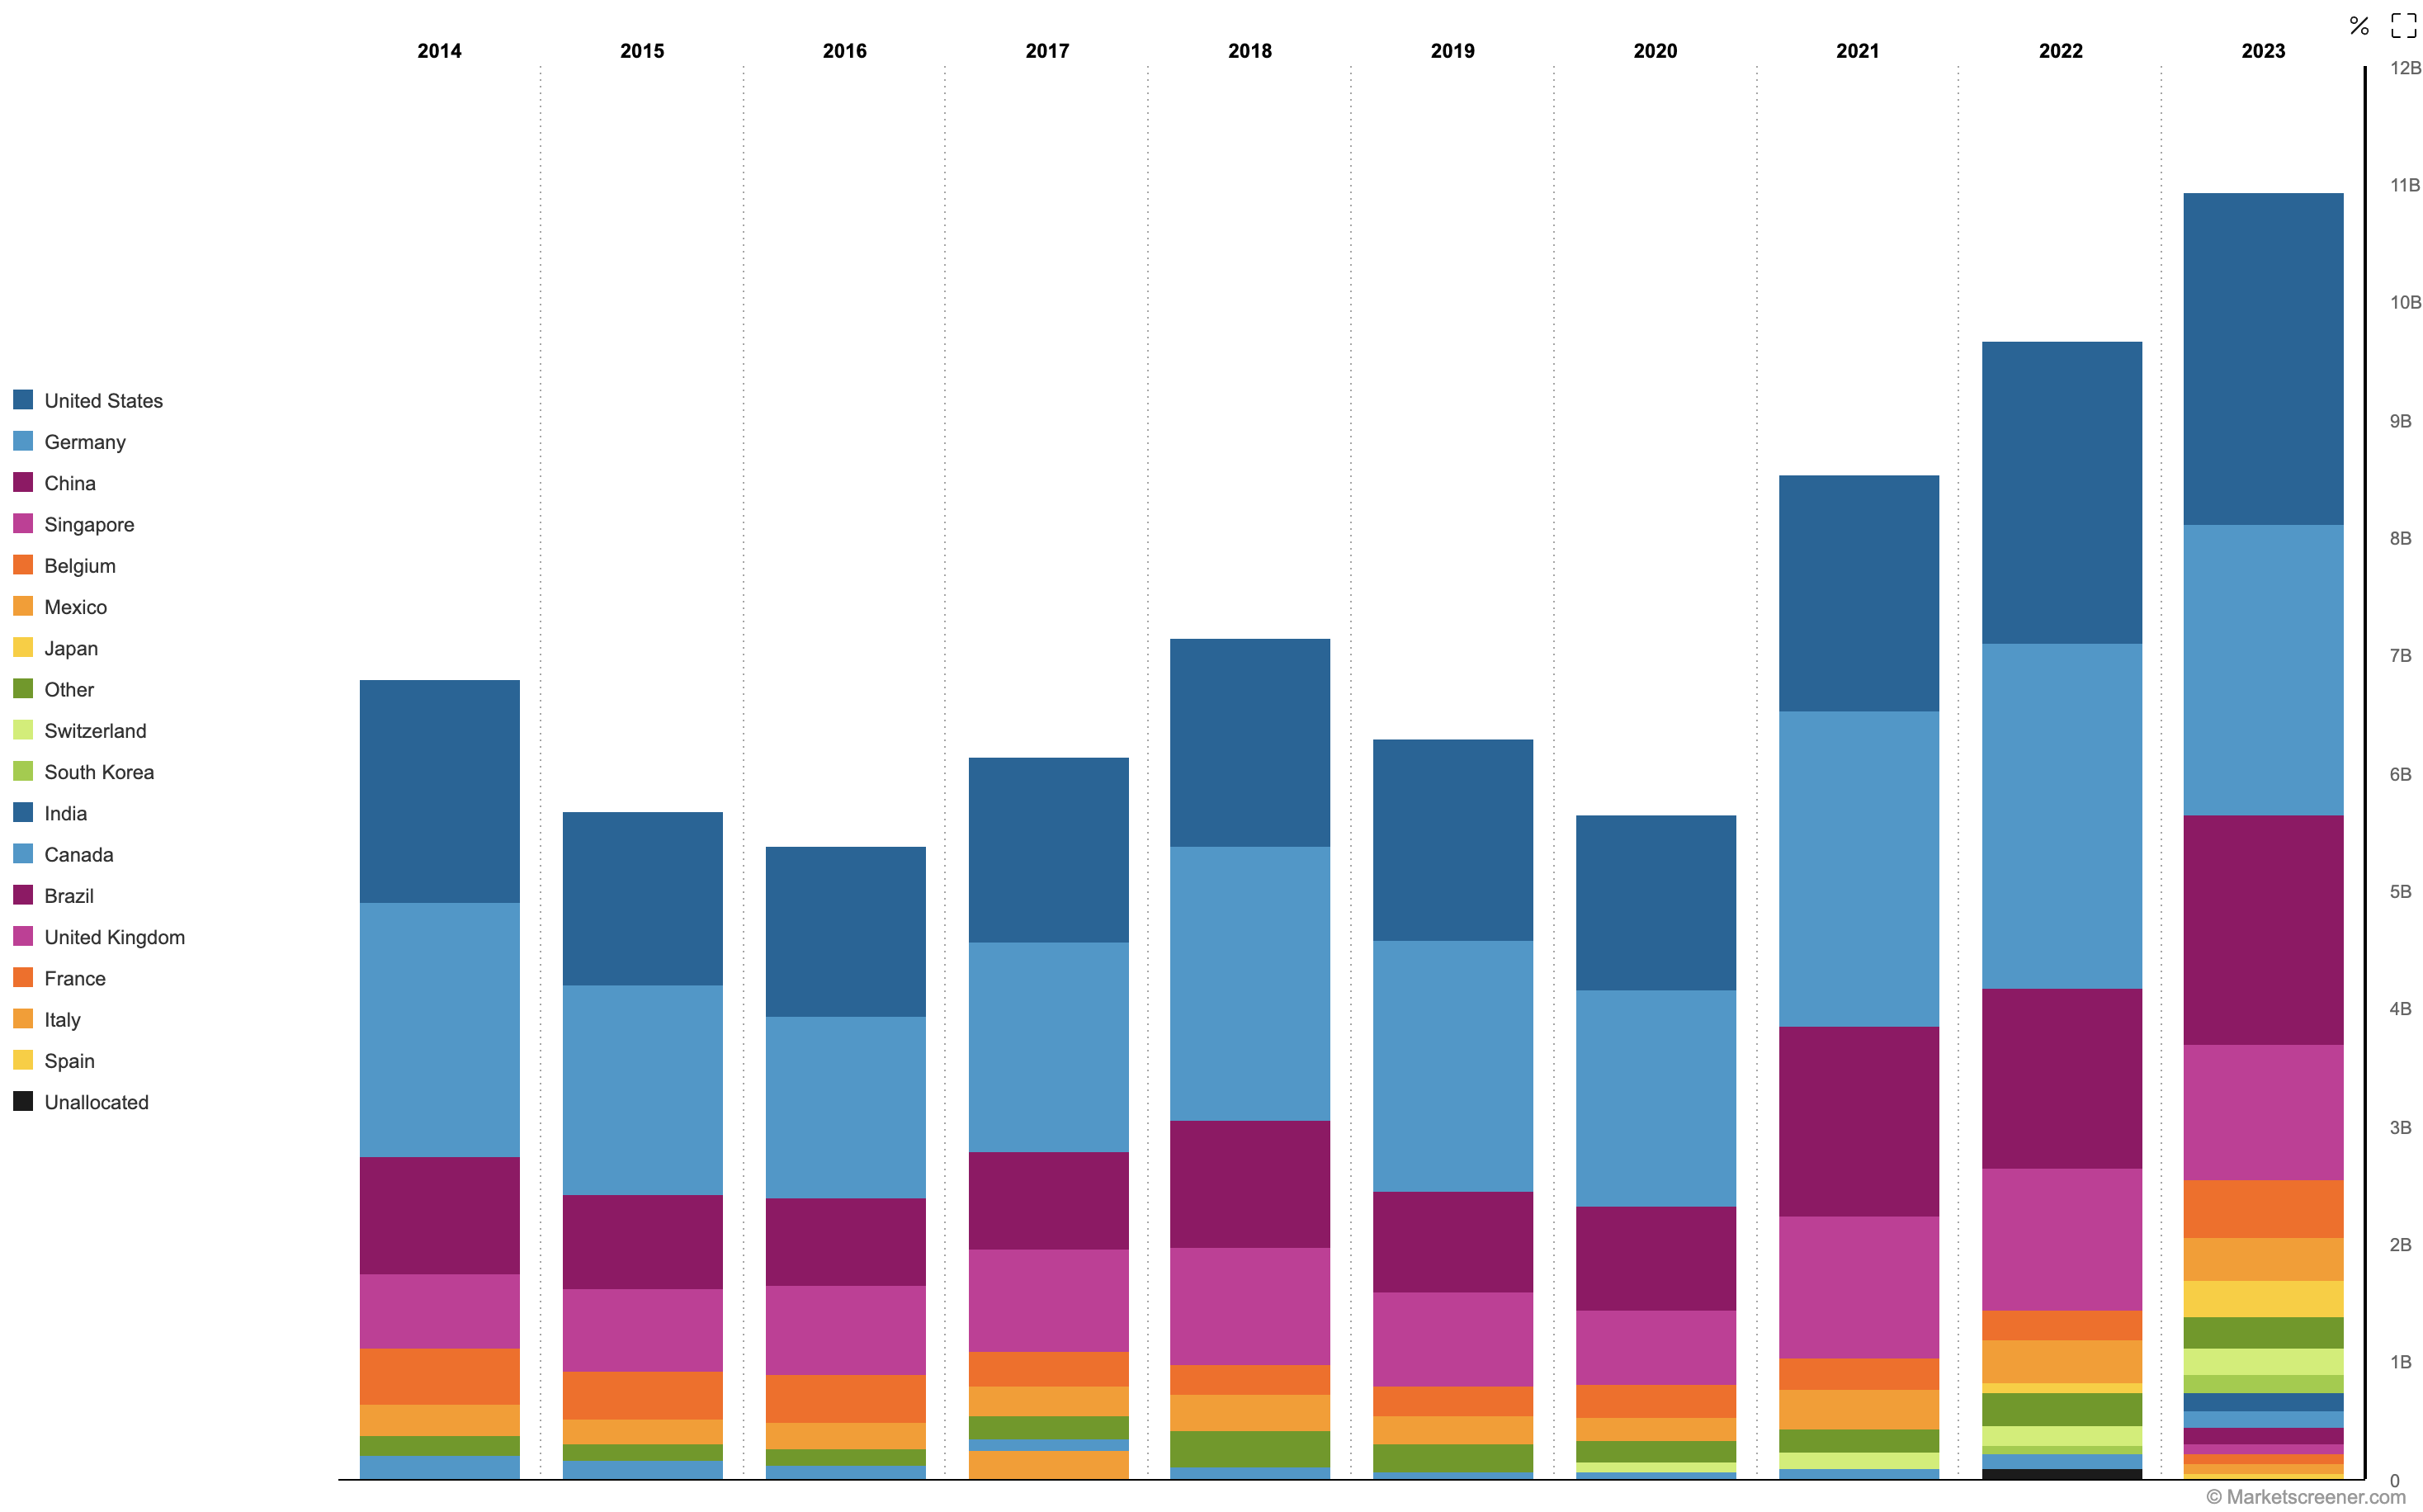 %
2014 2015 2016 2017 2018 2019 2020 2021 2022 2023
12B
11B
10B
9B
8B
7B
6B
5B
4B
3B
2B
1B
0
United States
Germany
China
Singapore
Belgium
Mexico
Japan
Other
Switzerland
South Korea
India
Canada
Brazil
United Kingdom
France
Italy
Spain
Unallocated
© Marketscreener.com